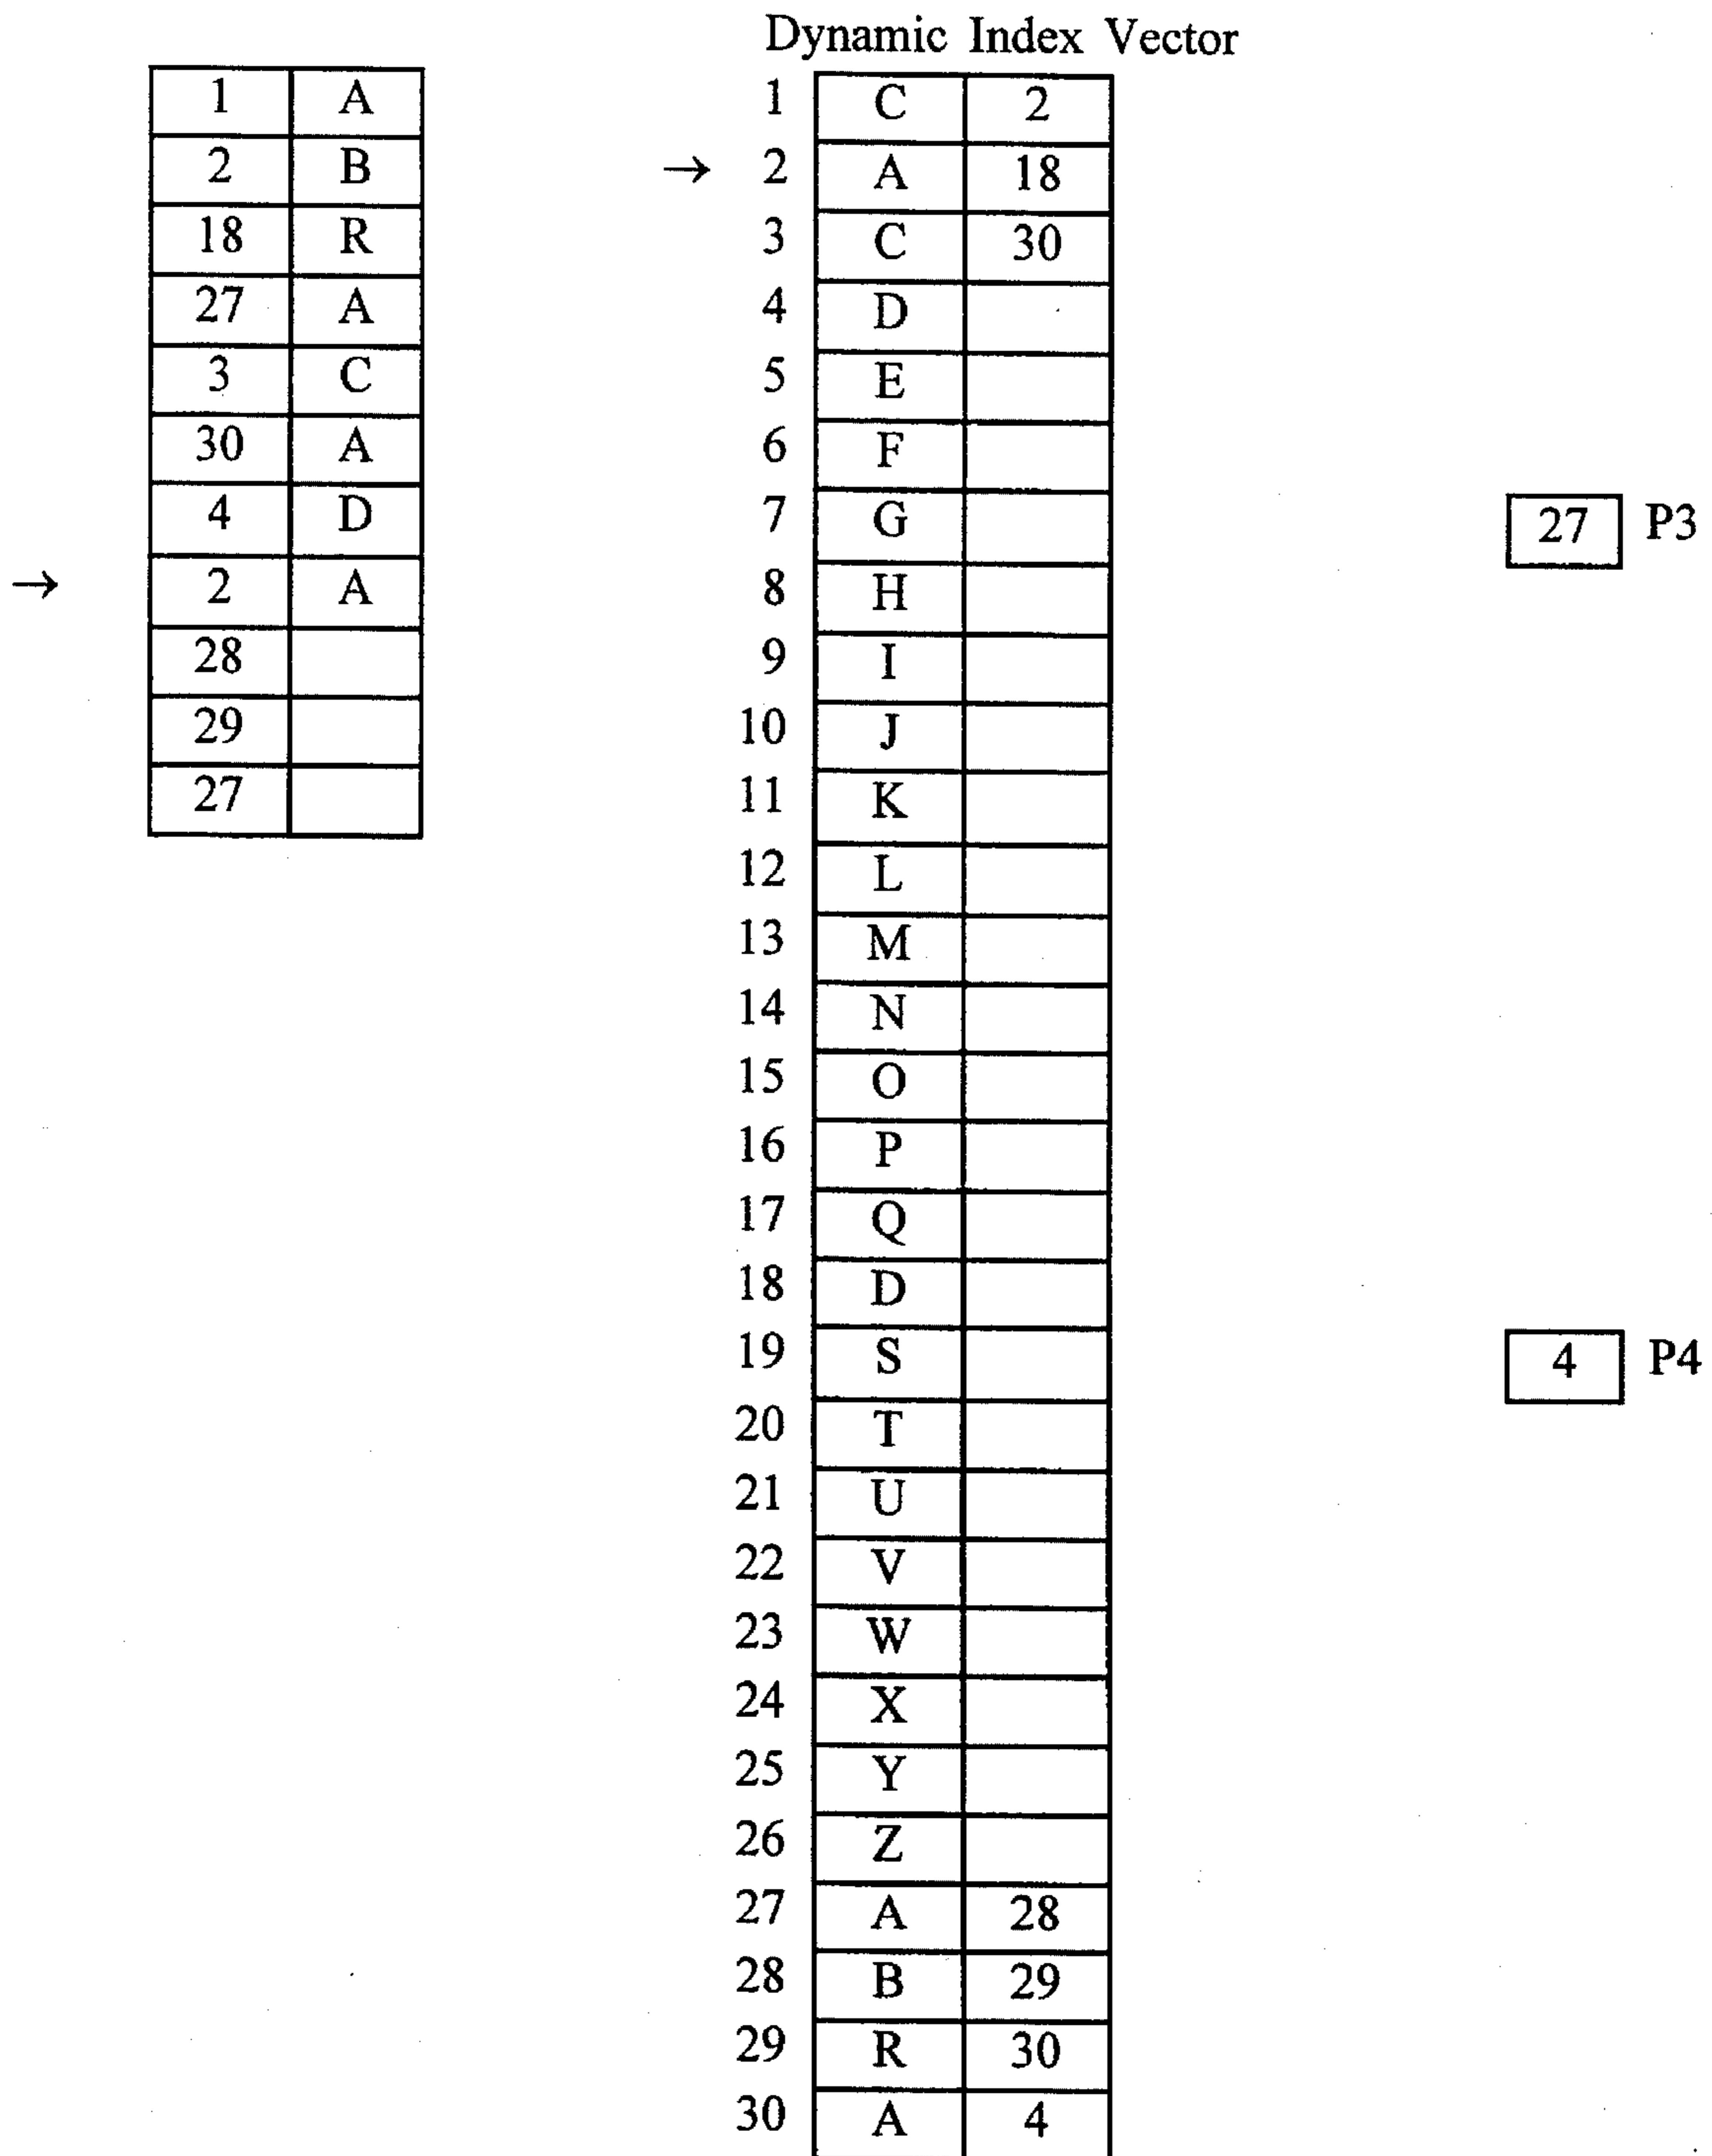 Dynamic Index Vector
1 A
2 B
18 R
27 A
3 C
30 A
4 D
→ 2 A
28
29
27
1 C 2
→ 2 A 18
3 C 30
4 D
5 E
6 F
7 G
8 H
9 I
10 J
11 K
12 L
13 M
14 N
15 O
16 P
17 Q
18 D
19 S
20 T
21 U
22 V
23 W
24 X
25 Y
26 Z
27 A 28
28 B 29
29 R 30
30 A 4
27 P3
4 P4